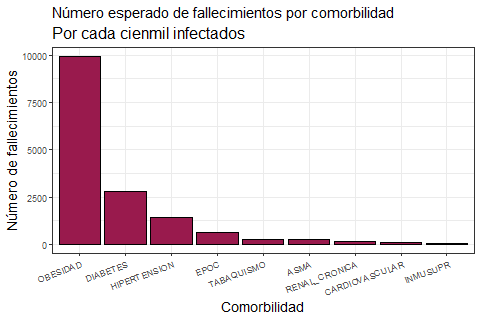 Número esperado de fallecimientos por comorbilidad
Por cada cienmil infectados
Número de fallecimientos
10000
7500
5000
2500
0
OBESIDAD
DIABETES
HIPERTENSION
EPOC
TABAQUISMO
ASMA
RENAL_CRONICA
CARDIOVASCULAR
INMUSUPR
Comorbilidad